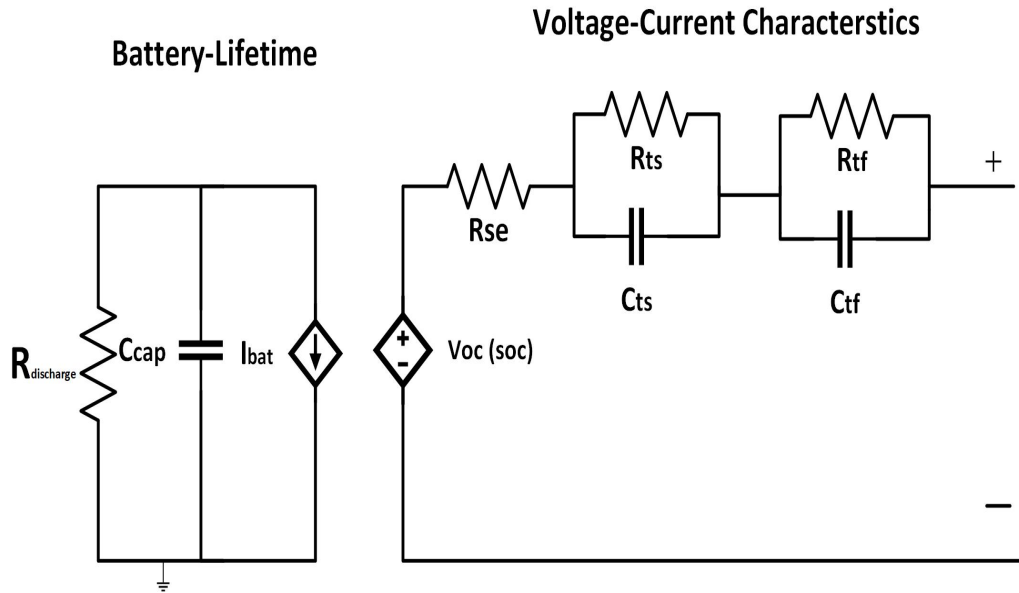 Voltage-Current Characterstics
Battery-Lifetime
Rts
Rtf
+
Rse
Cts
Ctf
Rdischarge
Ccap
Ibat
+
-
Voc (soc)
−